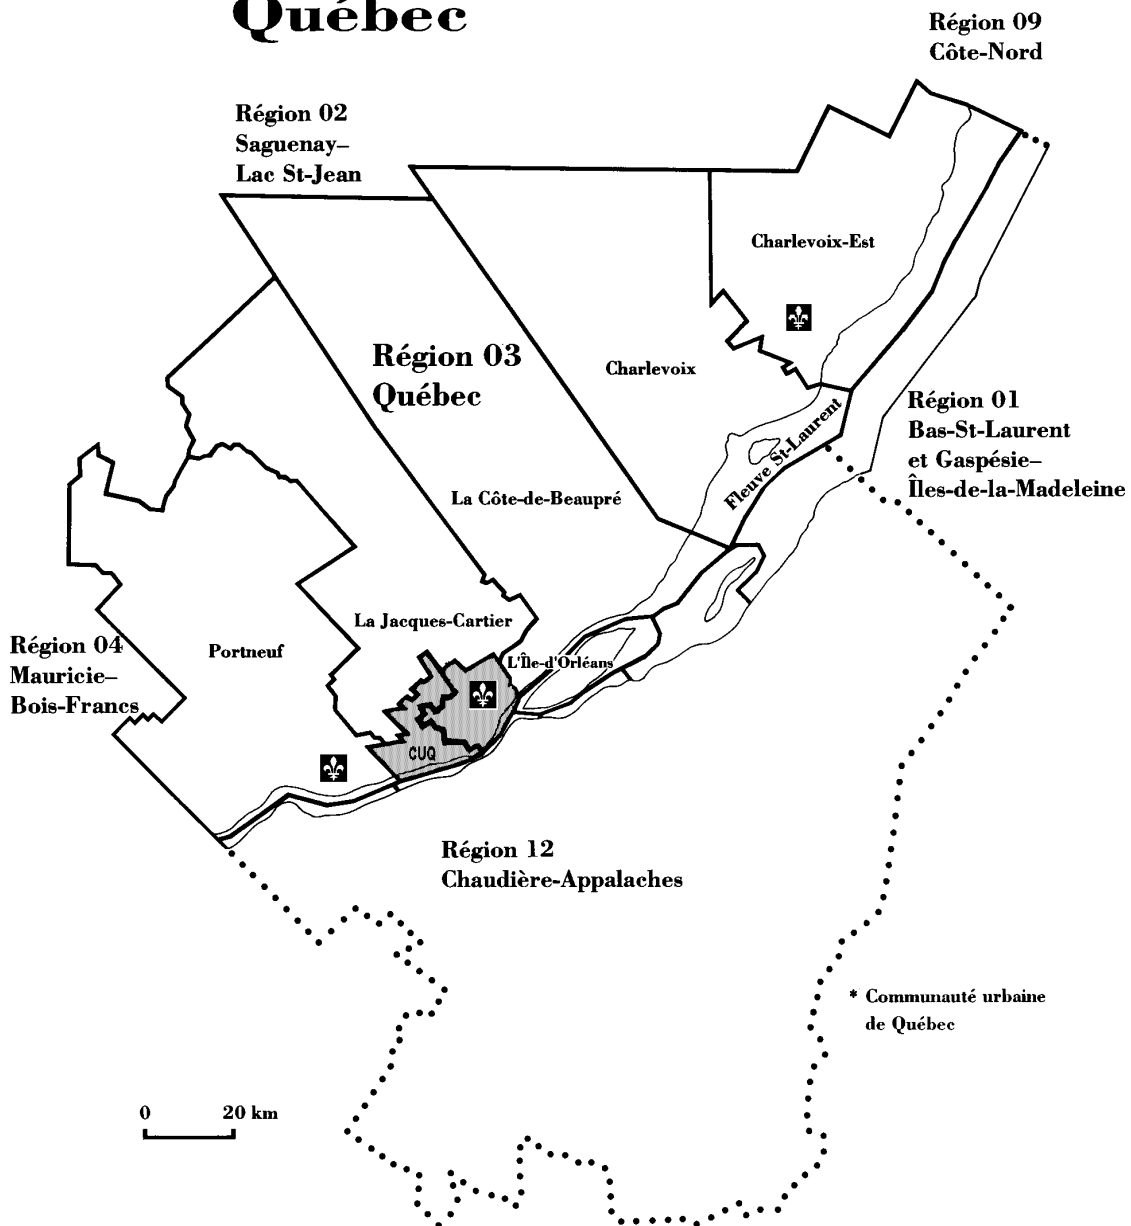 Québec
Région 09
Côte-Nord
Région 02
Saguenay–
Lac St-Jean
Charlevoix-Est
Région 03
Québec
Charlevoix
Région 01
Bas-St-Laurent
et Gaspésie–
Îles-de-la-Madeleine
Fleuve St-Laurent
La Côte-de-Beaupré
La Jacques-Cartier
Région 04
Mauricie–
Bois-Francs
Portneuf
L'Île-d'Orléans
CUQ
Région 12
Chaudière-Appalaches
* Communauté urbaine
de Québec
0 20 km